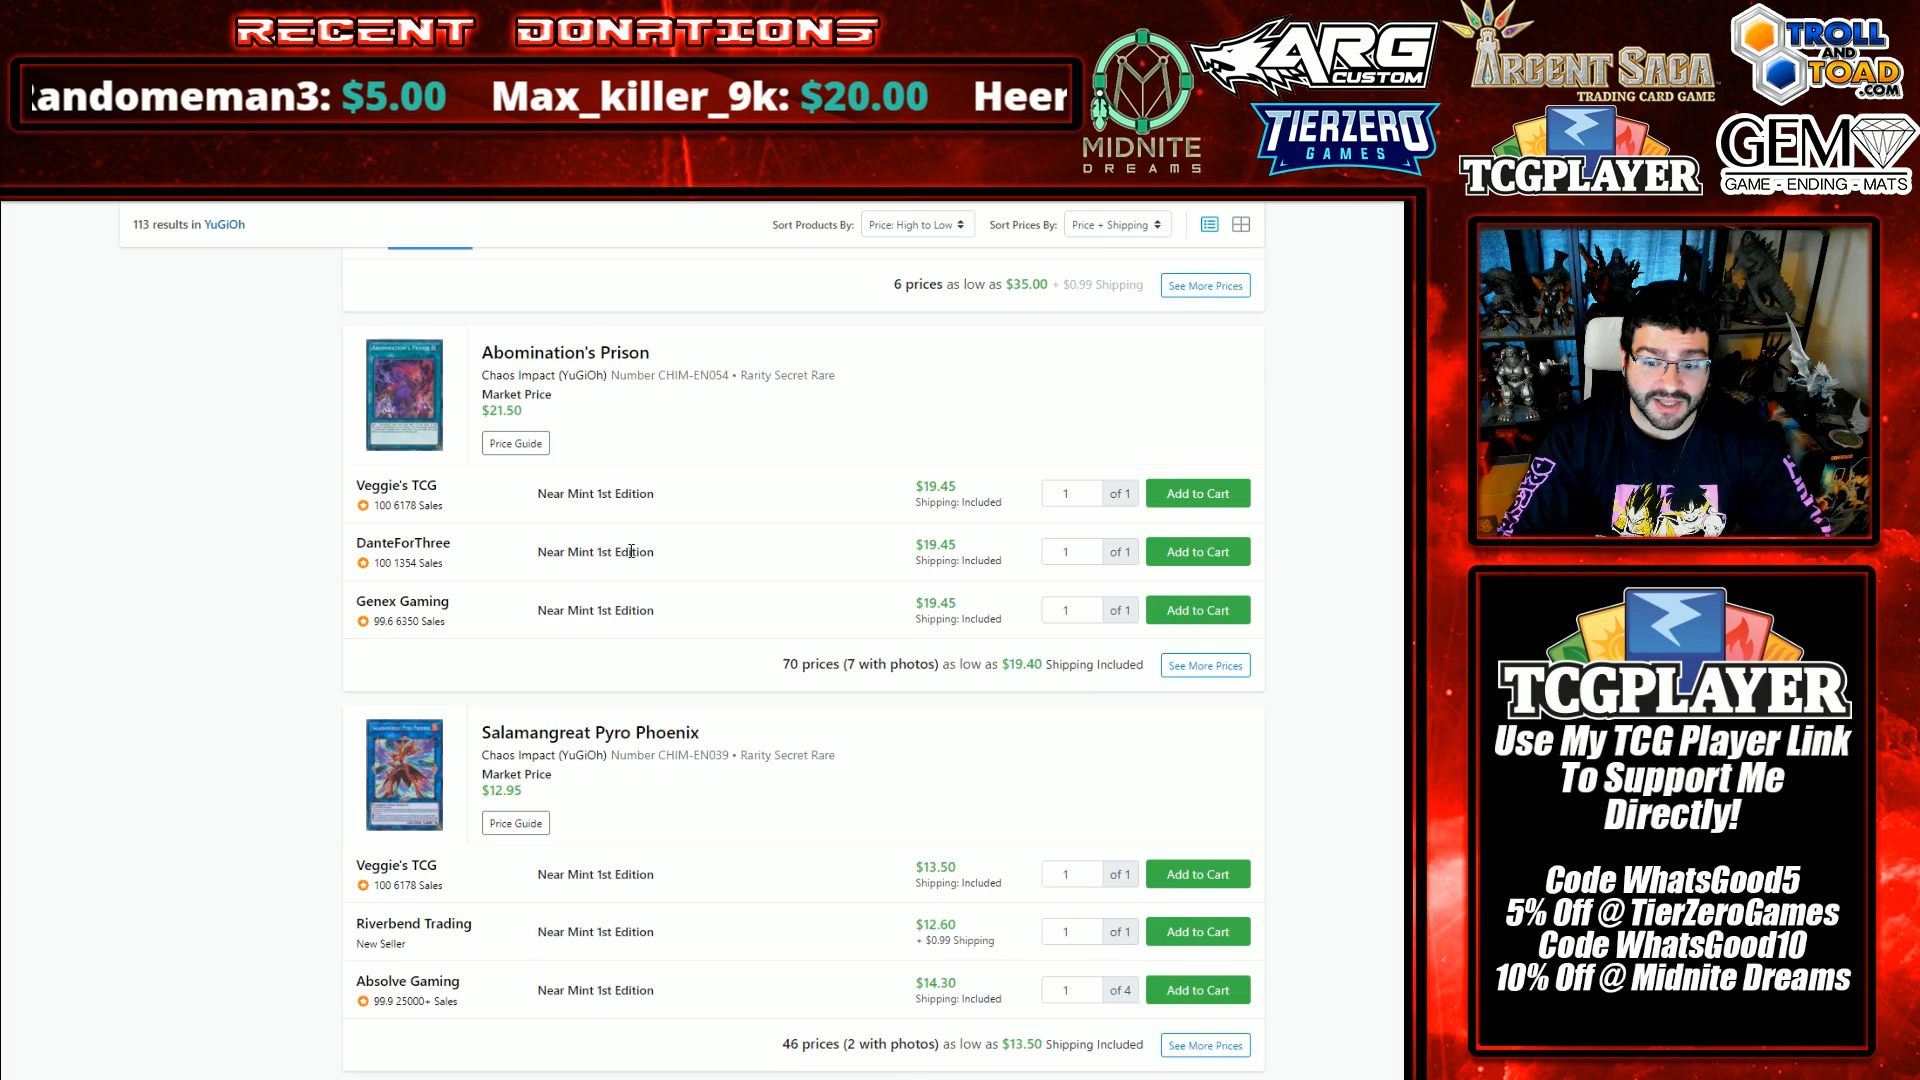 RECENT DONATIONS
Randomeman3: $5.00 Max_killer_9k: $20.00 Heer
MIDNITE
DREAMS
ARG
CUSTOM
TIERZERO
GAMES
ARGENT SAGA
TRADING CARD GAME
TROLL
AND
TOAD
.COM
TCGPLAYER
GEM
GAME - ENDING - MATS
113 results in YuGiOh
Sort Products By: Price: High to Low Sort Prices By: Price + Shipping
6 prices as low as $35.00 + $0.99 Shipping See More Prices
Abomination's Prison
Chaos Impact (YuGiOh) Number CHIM-EN054 • Rarity Secret Rare
Market Price
$21.50
Price Guide
Veggie's TCG
100 6178 Sales
Near Mint 1st Edition
$19.45
Shipping: Included
1 of 1 Add to Cart
DanteForThree
100 1354 Sales
Near Mint 1st Edition
$19.45
Shipping: Included
1 of 1 Add to Cart
Genex Gaming
99.6 6350 Sales
Near Mint 1st Edition
$19.45
Shipping: Included
1 of 1 Add to Cart
70 prices (7 with photos) as low as $19.40 Shipping Included See More Prices
Salamangreat Pyro Phoenix
Chaos Impact (YuGiOh) Number CHIM-EN039 • Rarity Secret Rare
Market Price
$12.95
Price Guide
Veggie's TCG
100 6178 Sales
Near Mint 1st Edition
$13.50
Shipping: Included
1 of 1 Add to Cart
Riverbend Trading
New Seller
Near Mint 1st Edition
$12.60
+ $0.99 Shipping
1 of 1 Add to Cart
Absolve Gaming
99.9 25000+ Sales
Near Mint 1st Edition
$14.30
Shipping: Included
1 of 4 Add to Cart
46 prices (2 with photos) as low as $13.50 Shipping Included See More Prices
TCGPLAYER
Use My TCG Player Link
To Support Me
Directly!
Code WhatsGood5
5% Off @ TierZeroGames
Code WhatsGood10
10% Off @ Midnite Dreams